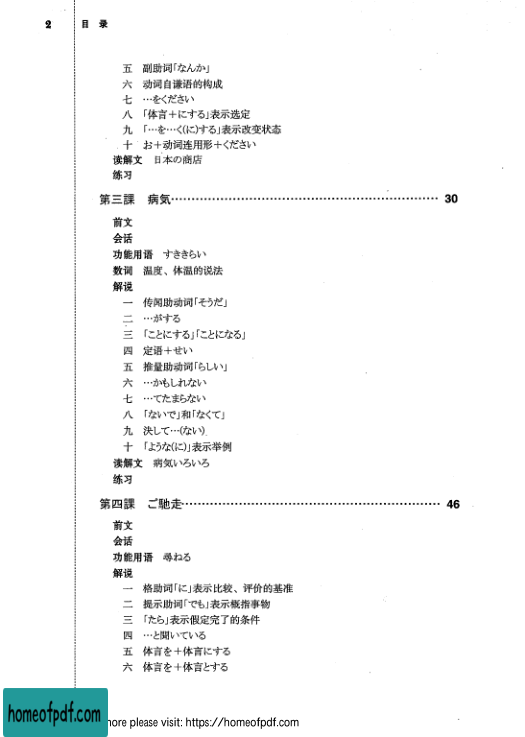 2 目 录
五 副助词「なんか」
六 动词自谦语的构成
七 …をください
八 「体言＋にする」表示选定
九 「…を…く(に)する」表示改变状态
十 お＋动词连用形＋ください
读解文 日本の商店
练习
第三課 病気…………………………………………………… 30
前文
会话
功能用语 すききらい
数词 温度、体温的说法
解说
一 传闻助动词「そうだ」
二 …がする
三 「ことにする」「ことになる」
四 定语＋せい
五 推量助动词「らしい」
六 …かもしれない
七 …てたまらない
八 「ないで」和「なくて」
九 決して…(ない)
十 「ような(に)」表示举例
读解文 病気いろいろ
练习
第四課 ご馳走…………………………………………………… 46
前文
会话
功能用语 尋ねる
解说
一 格助词「に」表示比较、评价的基准
二 提示助词「でも」表示概指事物
三 「たら」表示假定完了的条件
四 …と聞いている
五 体言を＋体言にする
六 体言を＋体言とする
homeofpdf.com
more please visit: https://homeofpdf.com